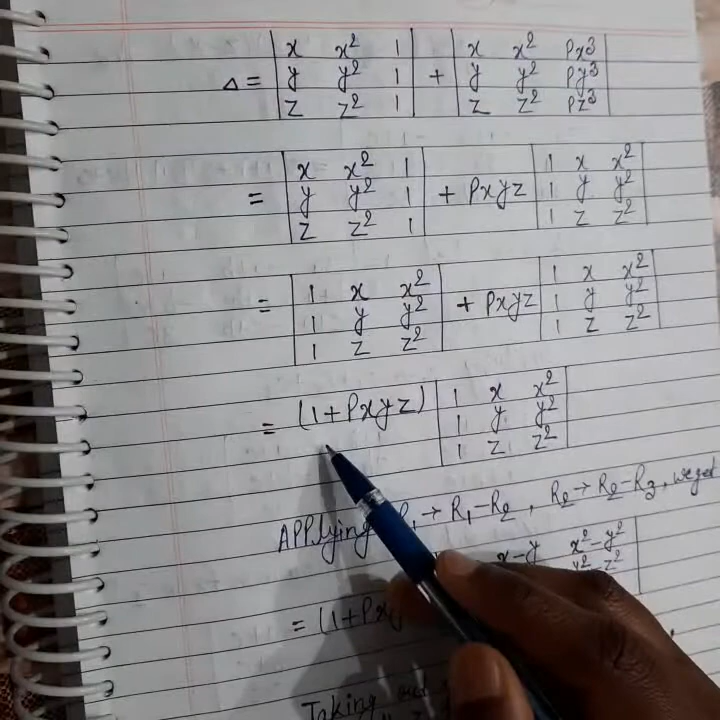 Δ = | x x² 1 | + | x x² Px³ |
| y y² 1 | | y y² Py³ |
| z z² 1 | | z z² Pz³ |
= | x x² 1 | + Pxyz | 1 x x² |
| y y² 1 | | 1 y y² |
| z z² 1 | | 1 z z² |
= | 1 x x² | + Pxyz | 1 x x² |
| 1 y y² | | 1 y y² |
| 1 z z² | | 1 z z² |
= (1+Pxyz) | 1 x x² |
| 1 y y² |
| 1 z z² |
Applying R₁→R₁-R₂, R₂→R₂-R₃, we get
x-y x²-y² |
y²-z² |
= (1+Pxy
Taking out